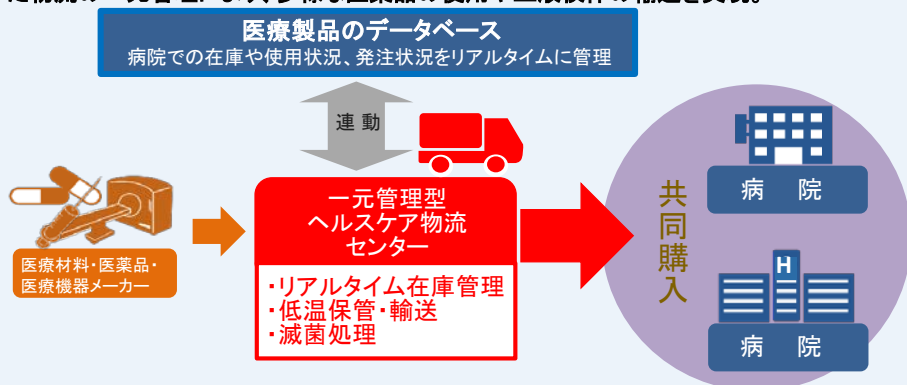 医療製品のデータベース
病院での在庫や使用状況、発注状況をリアルタイムに管理
連動
一元管理型
ヘルスケア物流
センター
医療材料・医薬品・
医療機器メーカー
・リアルタイム在庫管理
・低温保管・輸送
・滅菌処理
共同購入
病 院
H
病 院